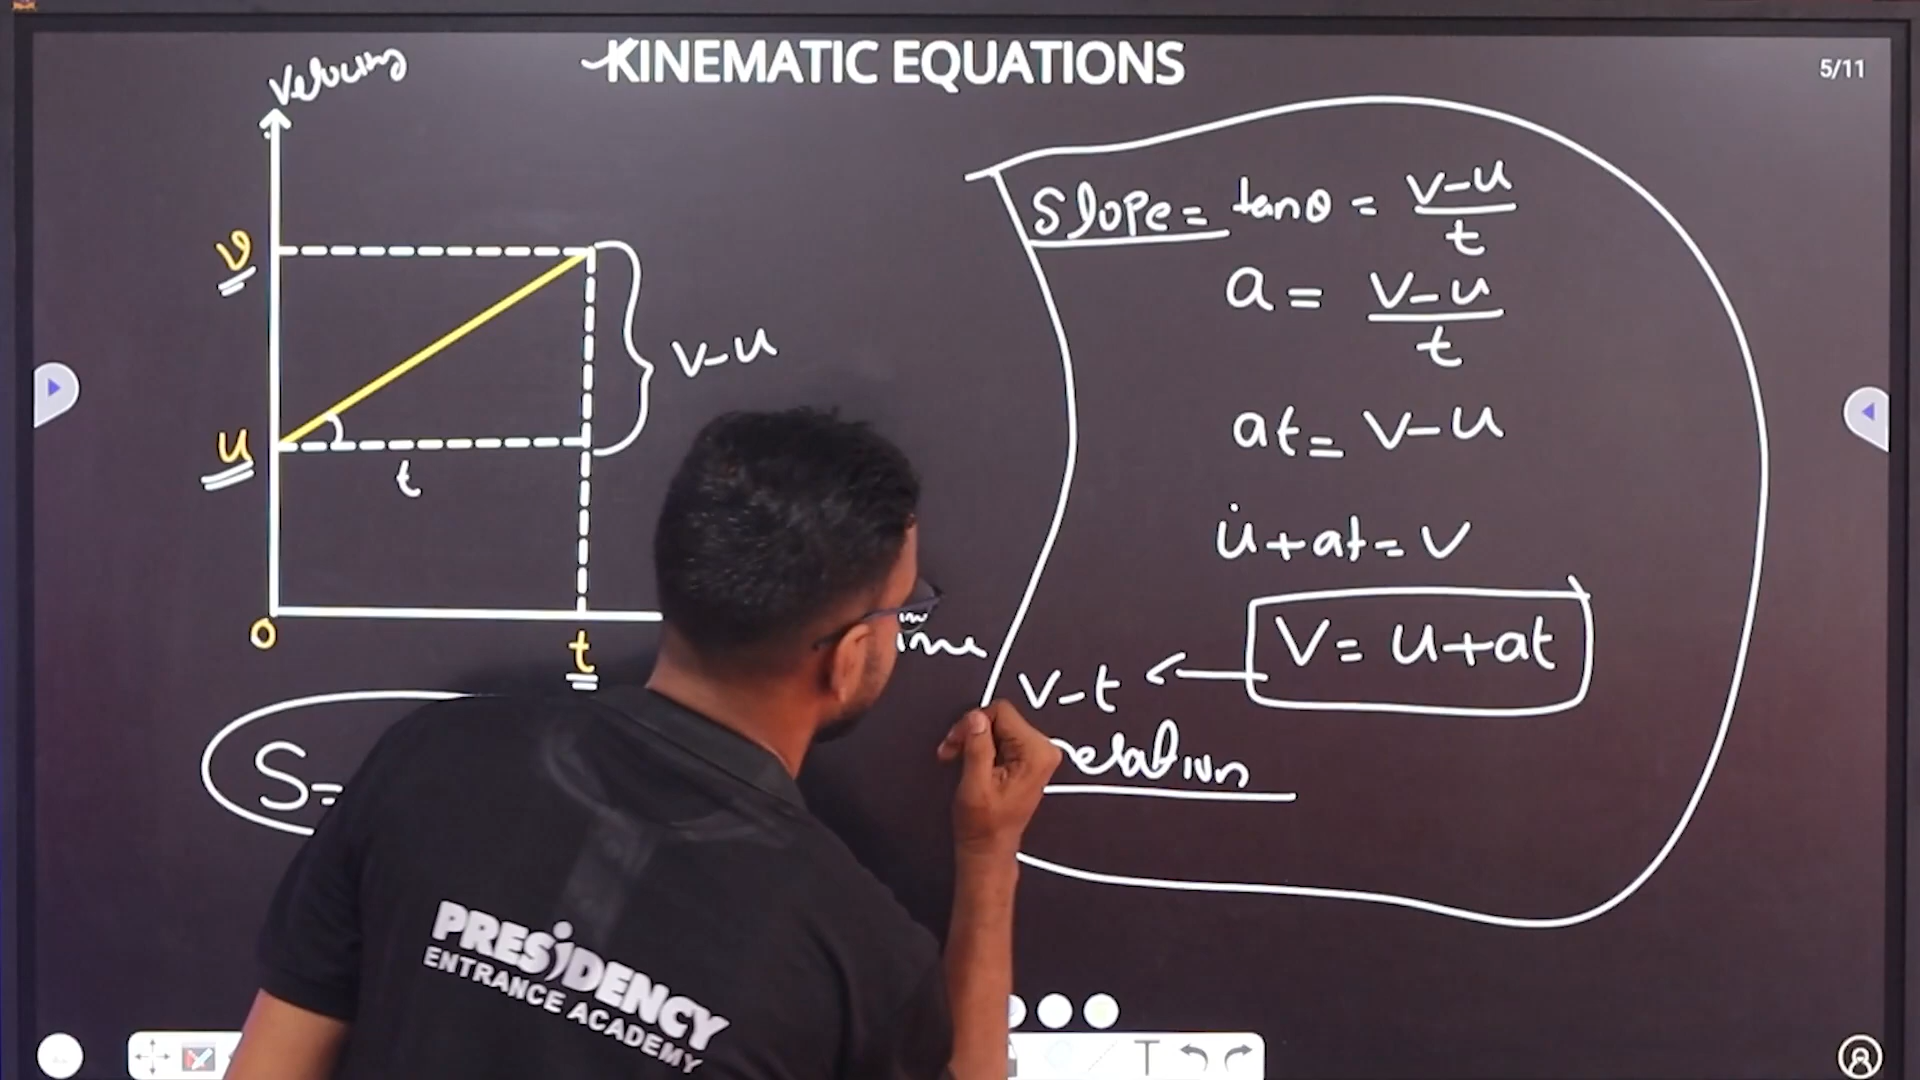 KINEMATIC EQUATIONS
5/11
Velocity
v
u
v-u
t
0
t
S=
Slope = tanθ = v-u/t
a = v-u/t
at = v-u
u+at = v
V = u+at
v-t
relation
PRESiDENCY
ENTRANCE ACADEMY
T